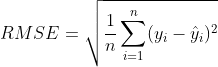 RMSE = \sqrt{\frac{1}{n}\sum_{i=1}^{n}(y_i - \hat{y}_i)^2}